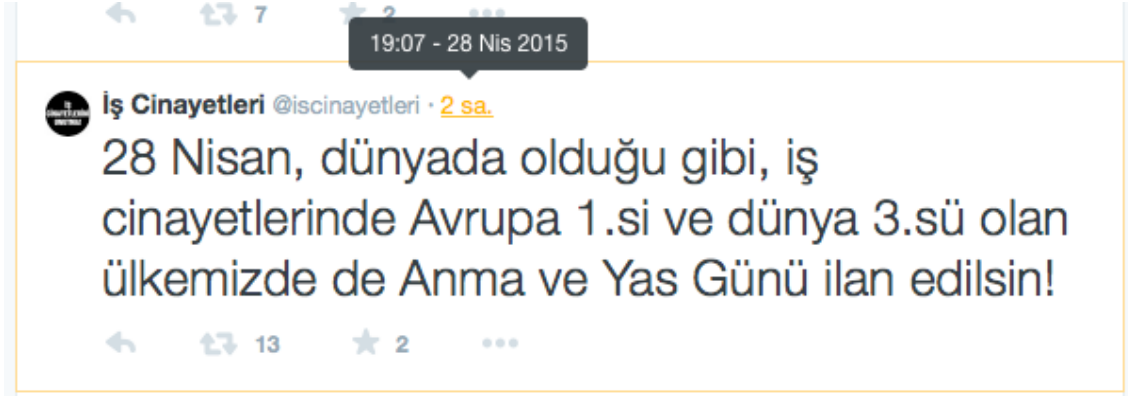 7 2
19:07 - 28 Nis 2015
İş Cinayetleri @iscinayetleri · 2 sa.
28 Nisan, dünyada olduğu gibi, iş
cinayetlerinde Avrupa 1.si ve dünya 3.sü olan
ülkemizde de Anma ve Yas Günü ilan edilsin!
13 2